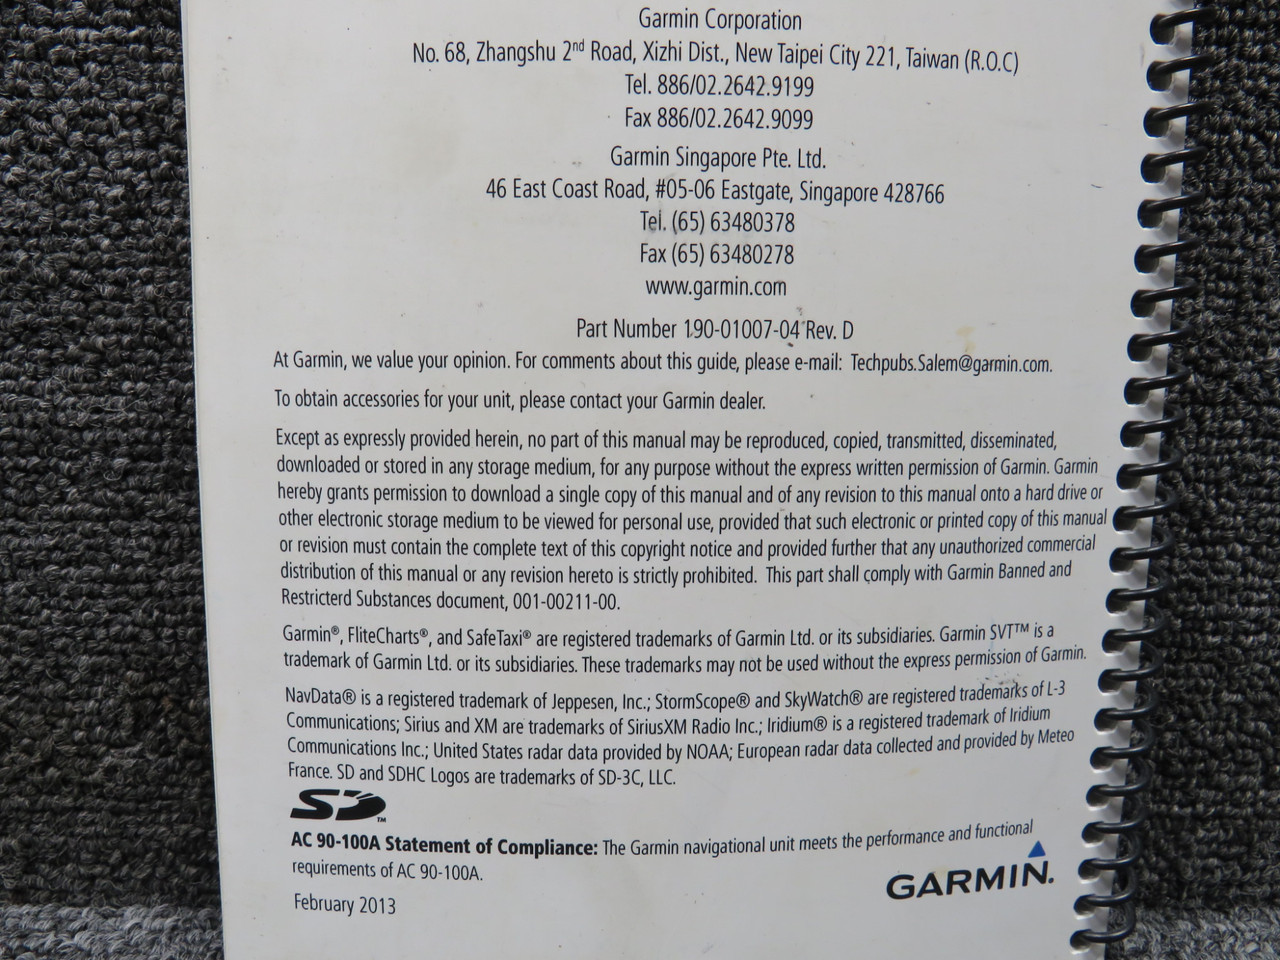 Garmin Corporation
No. 68, Zhangshu 2nd Road, Xizhi Dist., New Taipei City 221, Taiwan (R.O.C)
Tel. 886/02.2642.9199
Fax 886/02.2642.9099
Garmin Singapore Pte. Ltd.
46 East Coast Road, #05-06 Eastgate, Singapore 428766
Tel. (65) 63480378
Fax (65) 63480278
www.garmin.com
Part Number 190-01007-04 Rev. D
At Garmin, we value your opinion. For comments about this guide, please e-mail: Techpubs.Salem@garmin.com.
To obtain accessories for your unit, please contact your Garmin dealer.
Except as expressly provided herein, no part of this manual may be reproduced, copied, transmitted, disseminated,
downloaded or stored in any storage medium, for any purpose without the express written permission of Garmin. Garmin
hereby grants permission to download a single copy of this manual and of any revision to this manual onto a hard drive or
other electronic storage medium to be viewed for personal use, provided that such electronic or printed copy of this manual
or revision must contain the complete text of this copyright notice and provided further that any unauthorized commercial
distribution of this manual or any revision hereto is strictly prohibited. This part shall comply with Garmin Banned and
Restricterd Substances document, 001-00211-00.
Garmin®, FliteCharts®, and SafeTaxi® are registered trademarks of Garmin Ltd. or its subsidiaries. Garmin SVT™ is a
trademark of Garmin Ltd. or its subsidiaries. These trademarks may not be used without the express permission of Garmin.
NavData® is a registered trademark of Jeppesen, Inc.; StormScope® and SkyWatch® are registered trademarks of L-3
Communications; Sirius and XM are trademarks of SiriusXM Radio Inc.; Iridium® is a registered trademark of Iridium
Communications Inc.; United States radar data provided by NOAA; European radar data collected and provided by Meteo
France. SD and SDHC Logos are trademarks of SD-3C, LLC.
SD™
AC 90-100A Statement of Compliance: The Garmin navigational unit meets the performance and functional
requirements of AC 90-100A.
GARMIN.
February 2013